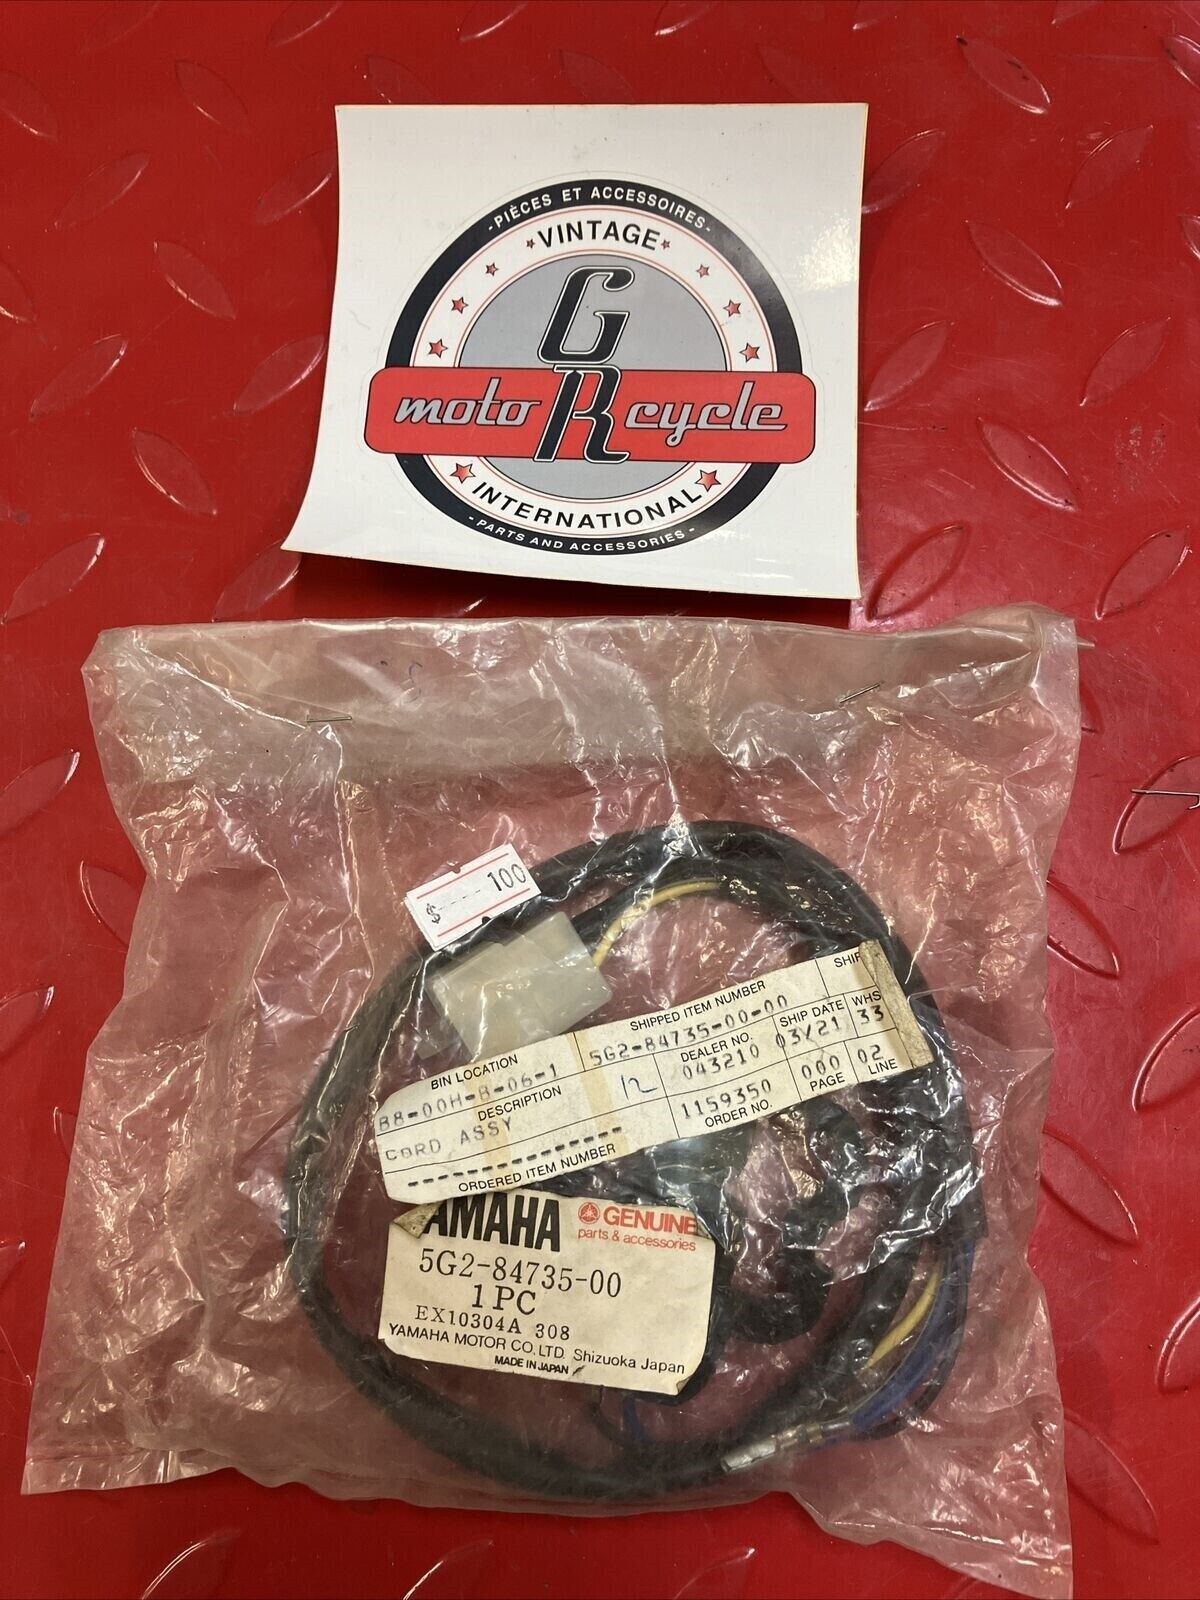 -PIÈCES ET ACCESSOIRES-
VINTAGE
G
moto R cycle
INTERNATIONAL
-PARTS AND ACCESSORIES-
$ ---- 100
BIN LOCATION SHIPPED ITEM NUMBER
B8-00H-B-06-1 5G2-84735-00-00
DESCRIPTION 12 DEALER NO. SHIP DATE WHS
CORD ASSY 043210 03/21 33
------------ 1159350 000 02
ORDERED ITEM NUMBER ORDER NO. PAGE LINE
AMAHA GENUINE
parts & accessories
5G2-84735-00
1PC
EX10304A 308
YAMAHA MOTOR CO.,LTD. Shizuoka Japan
MADE IN JAPAN